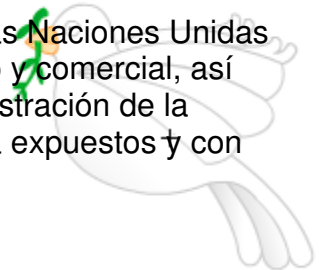 as Naciones Unidas
y comercial, así
stración de la
expuestos y con